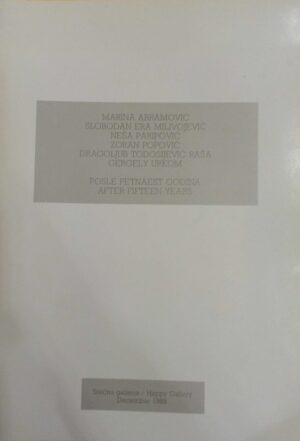 MARINA ABRAMOVIĆ
SLOBODAN ERA MILIVOJEVIĆ
NEŠA PARIPOVIĆ
ZORAN POPOVIĆ
DRAGOLJUB TODOSIJEVIĆ RAŠA
GERGELY URKOM
POSLE PETNAEST GODINA
AFTER FIFTEEN YEARS
Srećna galerija / Happy Gallery
Decembar